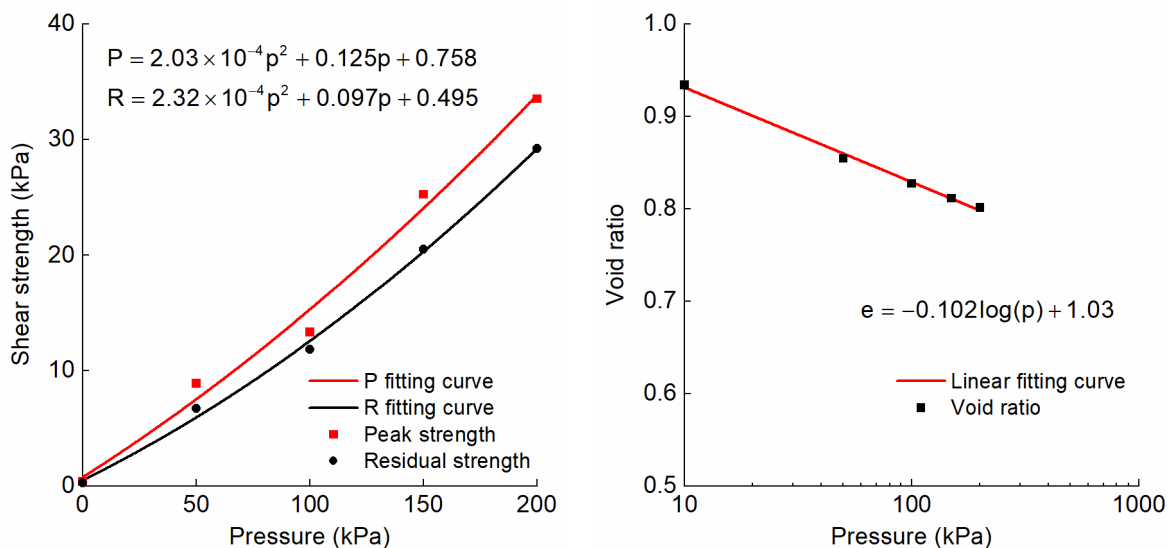 40
30
20
10
0
Shear strength (kPa)
P = 2.03 × 10⁻⁴p² + 0.125p + 0.758
R = 2.32 × 10⁻⁴p² + 0.097p + 0.495
P fitting curve
R fitting curve
Peak strength
Residual strength
0 50 100 150 200
Pressure (kPa)
1.0
0.9
0.8
0.7
0.6
0.5
Void ratio
e = −0.102log(p) + 1.03
Linear fitting curve
Void ratio
10 100 1000
Pressure (kPa)